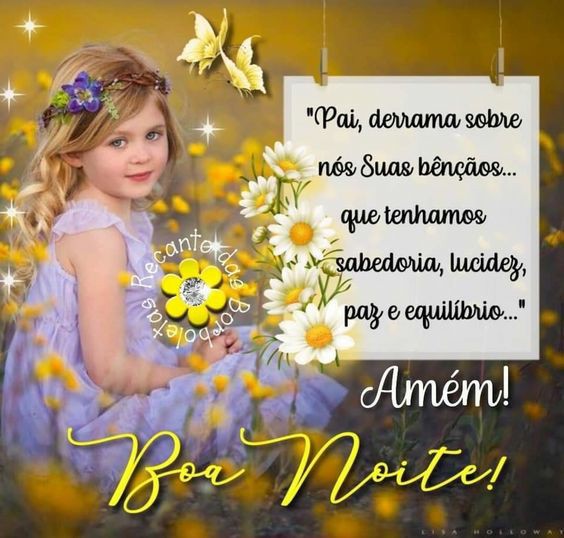 "Pai, derrama sobre
nós Suas bênçãos...
que tenhamos
sabedoria, lucidez,
paz e equilíbrio..."
Amém!
Recanto das Borboletas
Boa Noite!
LISA HOLLOWAY